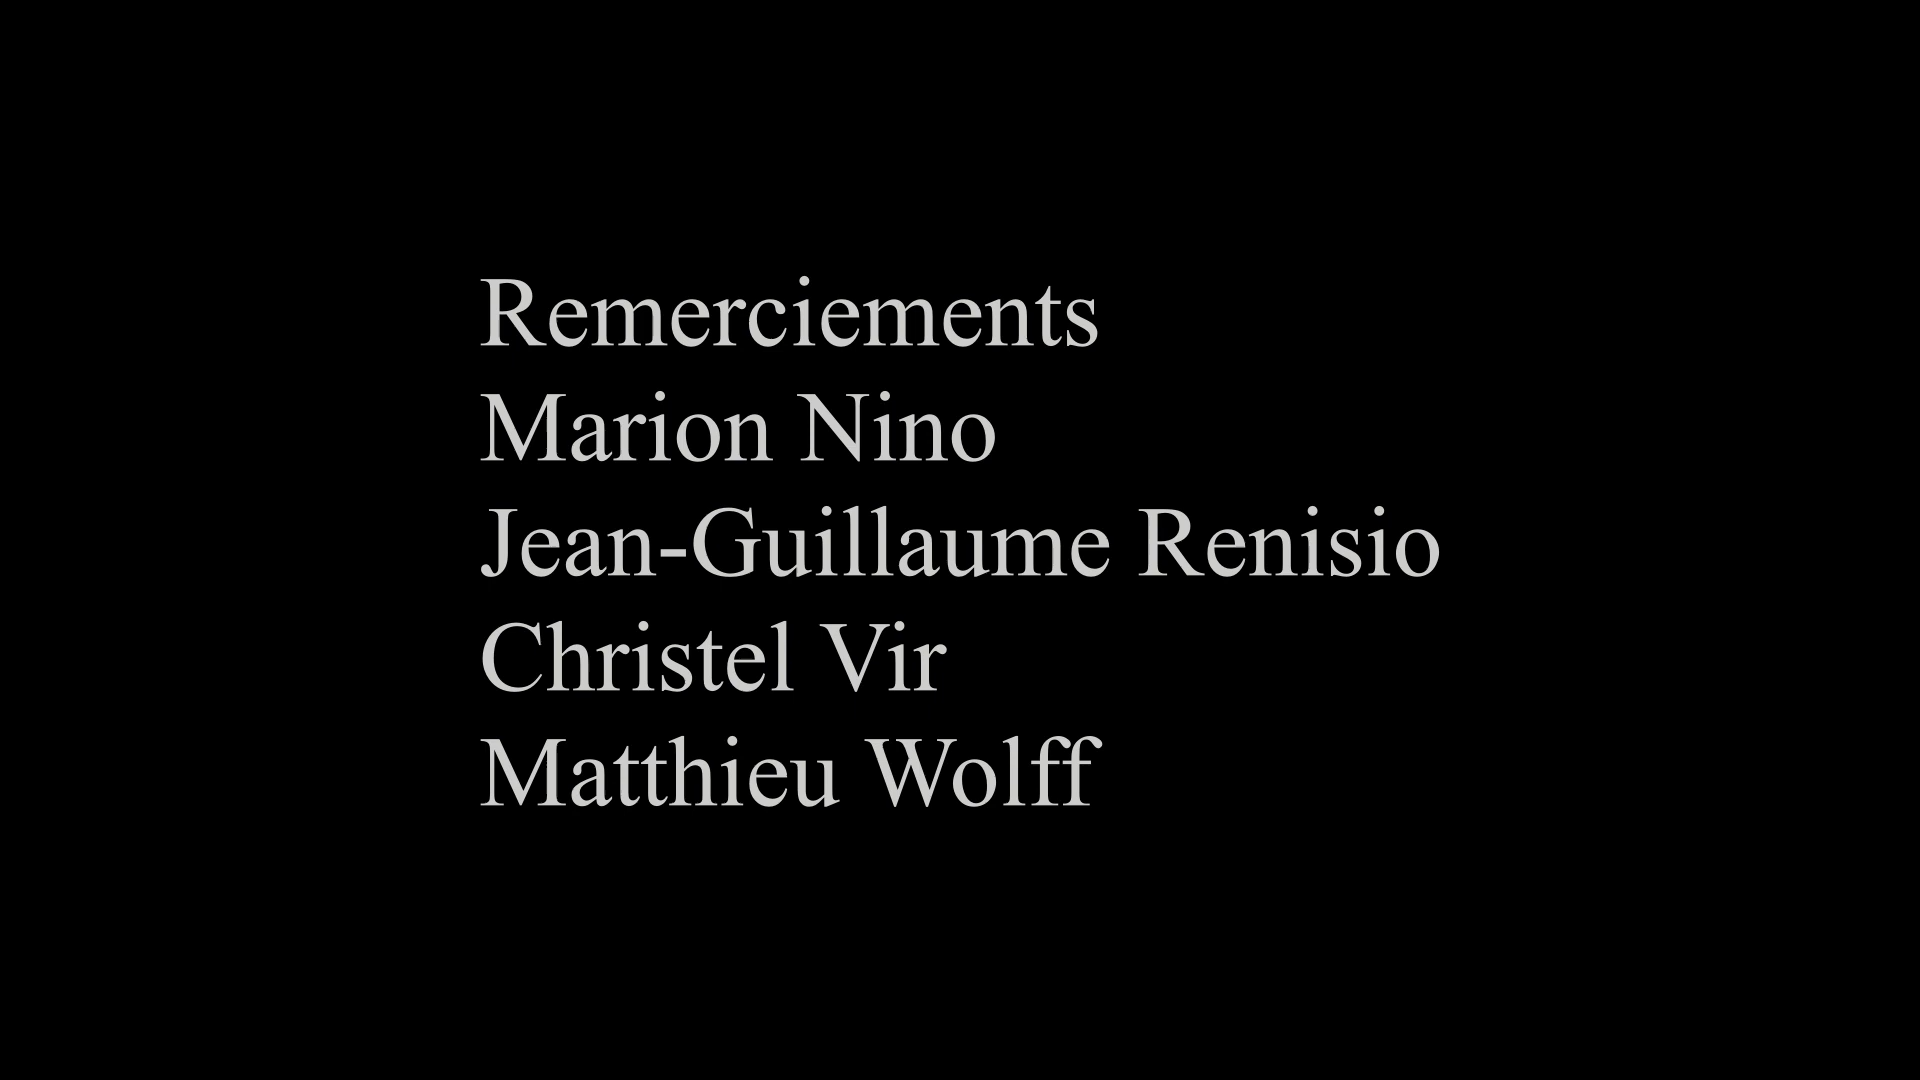 Remerciements
Marion Nino
Jean-Guillaume Renisio
Christel Vir
Matthieu Wolff